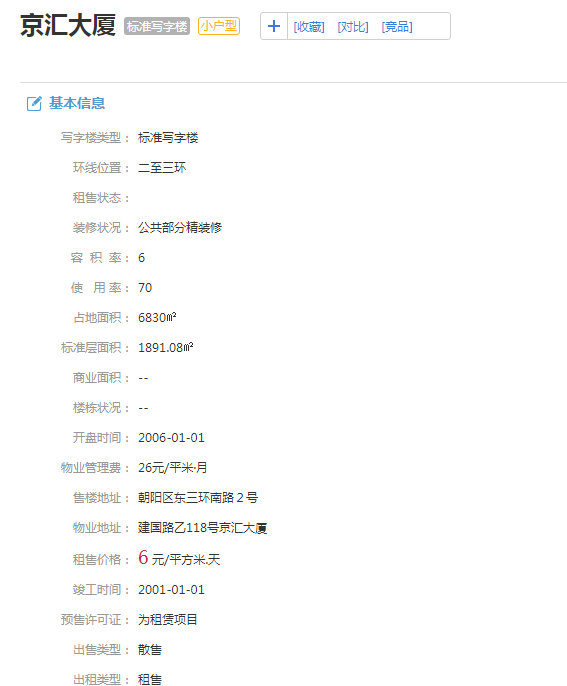 京汇大厦 标准写字楼 小户型 + [收藏] [对比] [竞品]
基本信息
写字楼类型： 标准写字楼
环线位置： 二至三环
租售状态：
装修状况： 公共部分精装修
容 积 率： 6
使 用 率： 70
占地面积： 6830㎡
标准层面积： 1891.08㎡
商业面积： --
楼栋状况： --
开盘时间： 2006-01-01
物业管理费： 26元/平米·月
售楼地址： 朝阳区东三环南路２号
物业地址： 建国路乙118号京汇大厦
租售价格： 6 元/平方米.天
竣工时间： 2001-01-01
预售许可证： 为租赁项目
出售类型： 散售
出租类型： 租售